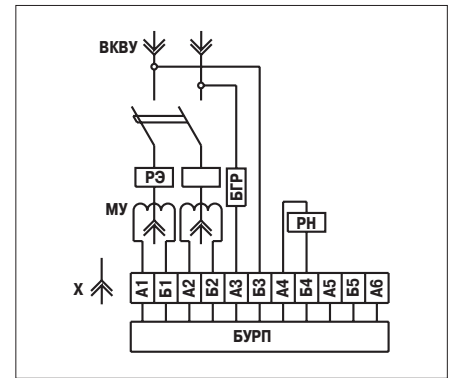 ВКВУ
РЭ
БГР
МУ
РН
Х
А1 Б1 А2 Б2 А3 Б3 А4 Б4 А5 Б5 А6
БУРП